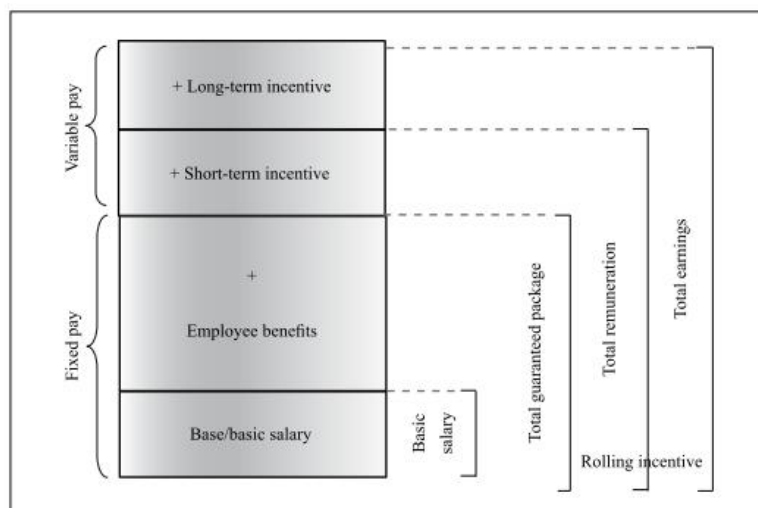 Variable pay
+ Long-term incentive
+ Short-term incentive
Fixed pay
+
Employee benefits
Base/basic salary
Basic
salary
Total guaranteed package
Total remuneration
Total earnings
Rolling incentive